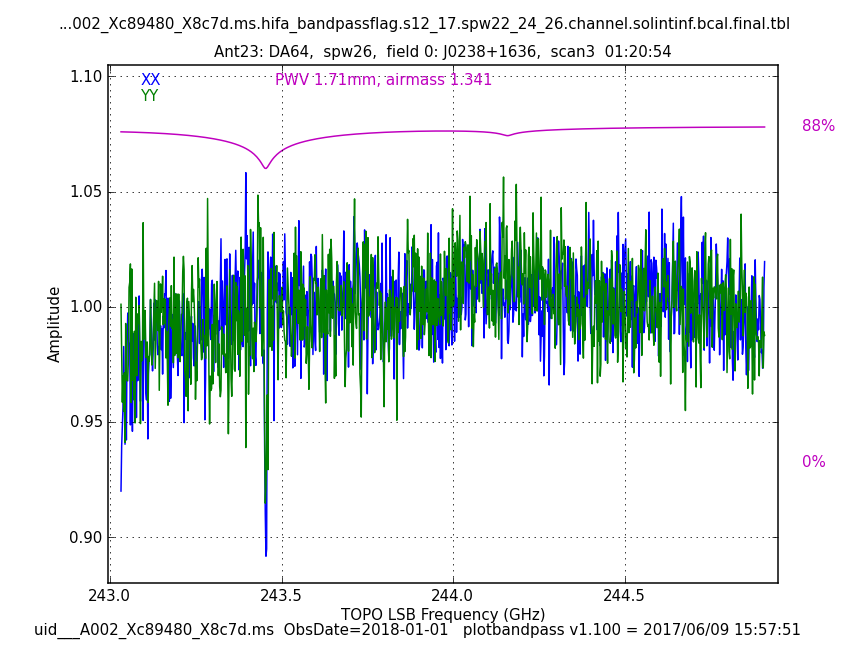 ...002_Xc89480_X8c7d.ms.hifa_bandpassflag.s12_17.spw22_24_26.channel.solintinf.bcal.final.tbl
Ant23: DA64, spw26, field 0: J0238+1636, scan3 01:20:54
XX
PWV 1.71mm, airmass 1.341
YY
1.10
1.05
1.00
0.95
0.90
Amplitude
88%
0%
243.0 243.5 244.0 244.5
TOPO LSB Frequency (GHz)
uid___A002_Xc89480_X8c7d.ms ObsDate=2018-01-01 plotbandpass v1.100 = 2017/06/09 15:57:51